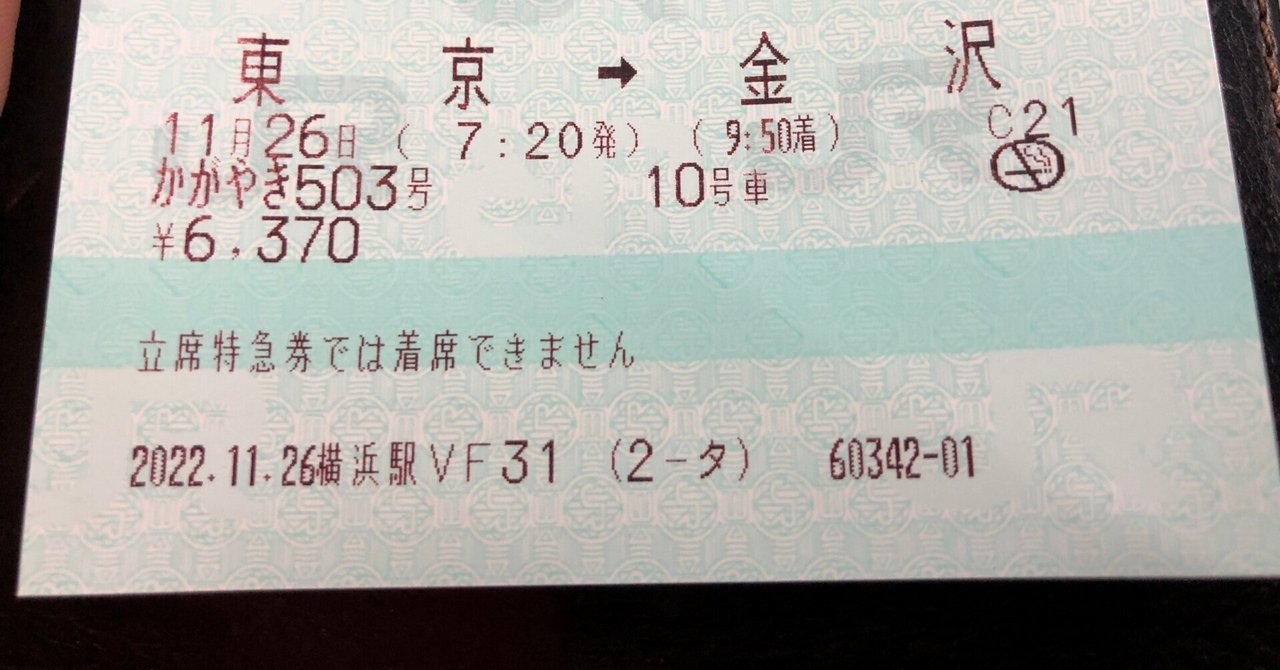 東京 → 金沢
11月26日 ( 7:20発) ( 9:50着) C21
かがやき503号 10号車
¥6,370
立席特急券では着席できません
2022.11.26横浜駅VF31 (2-タ) 60342-01